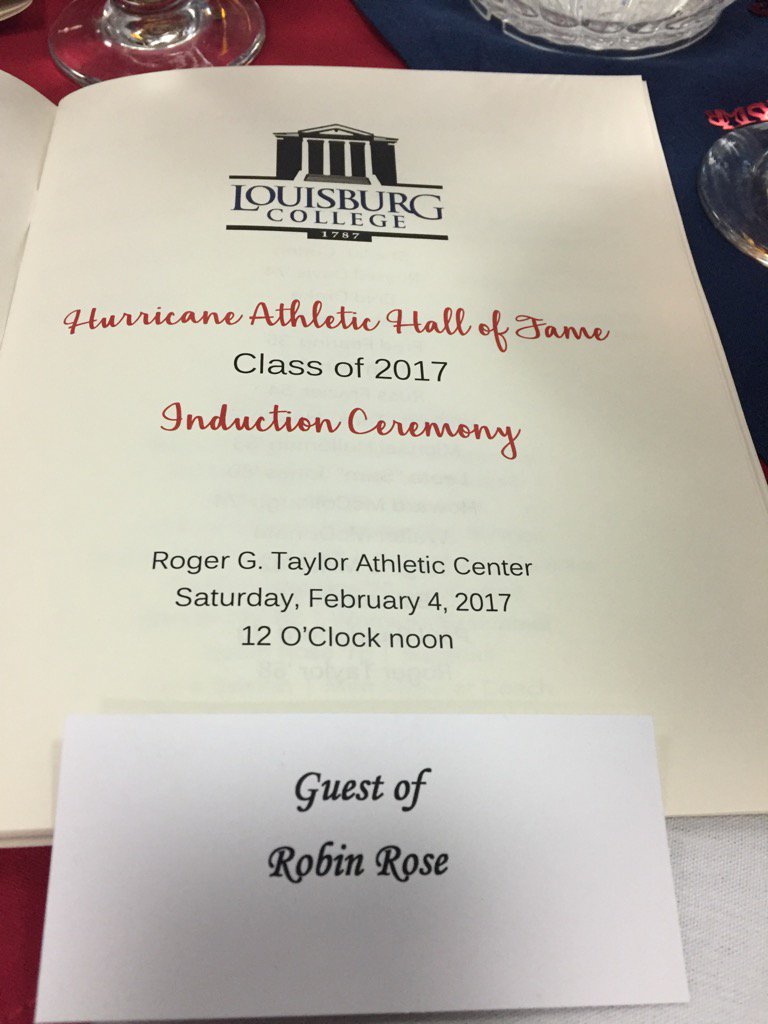 LOUISBURG
COLLEGE
1787
Hurricane Athletic Hall of Fame
Class of 2017
Induction Ceremony
Roger G. Taylor Athletic Center
Saturday, February 4, 2017
12 O'Clock noon
Guest of
Robin Rose